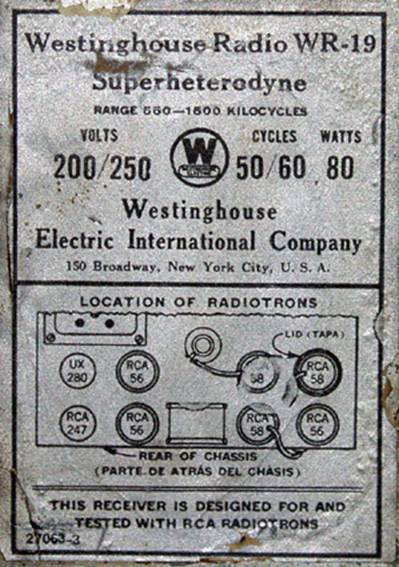 Westinghouse Radio WR-19
Superheterodyne
RANGE 550—1500 KILOCYCLES
VOLTS CYCLES WATTS
200/250 W 50/60 80
Westinghouse
Electric International Company
150 Broadway, New York City, U. S. A.
LOCATION OF RADIOTRONS
LID (TAPA)
UX 280
RCA 56
58
RCA 58
RCA 247
RCA 56
RCA 58
RCA 56
REAR OF CHASSIS
(PARTE DE ATRÁS DEL CHÁSIS)
THIS RECEIVER IS DESIGNED FOR AND
TESTED WITH RCA RADIOTRONS
27063-3